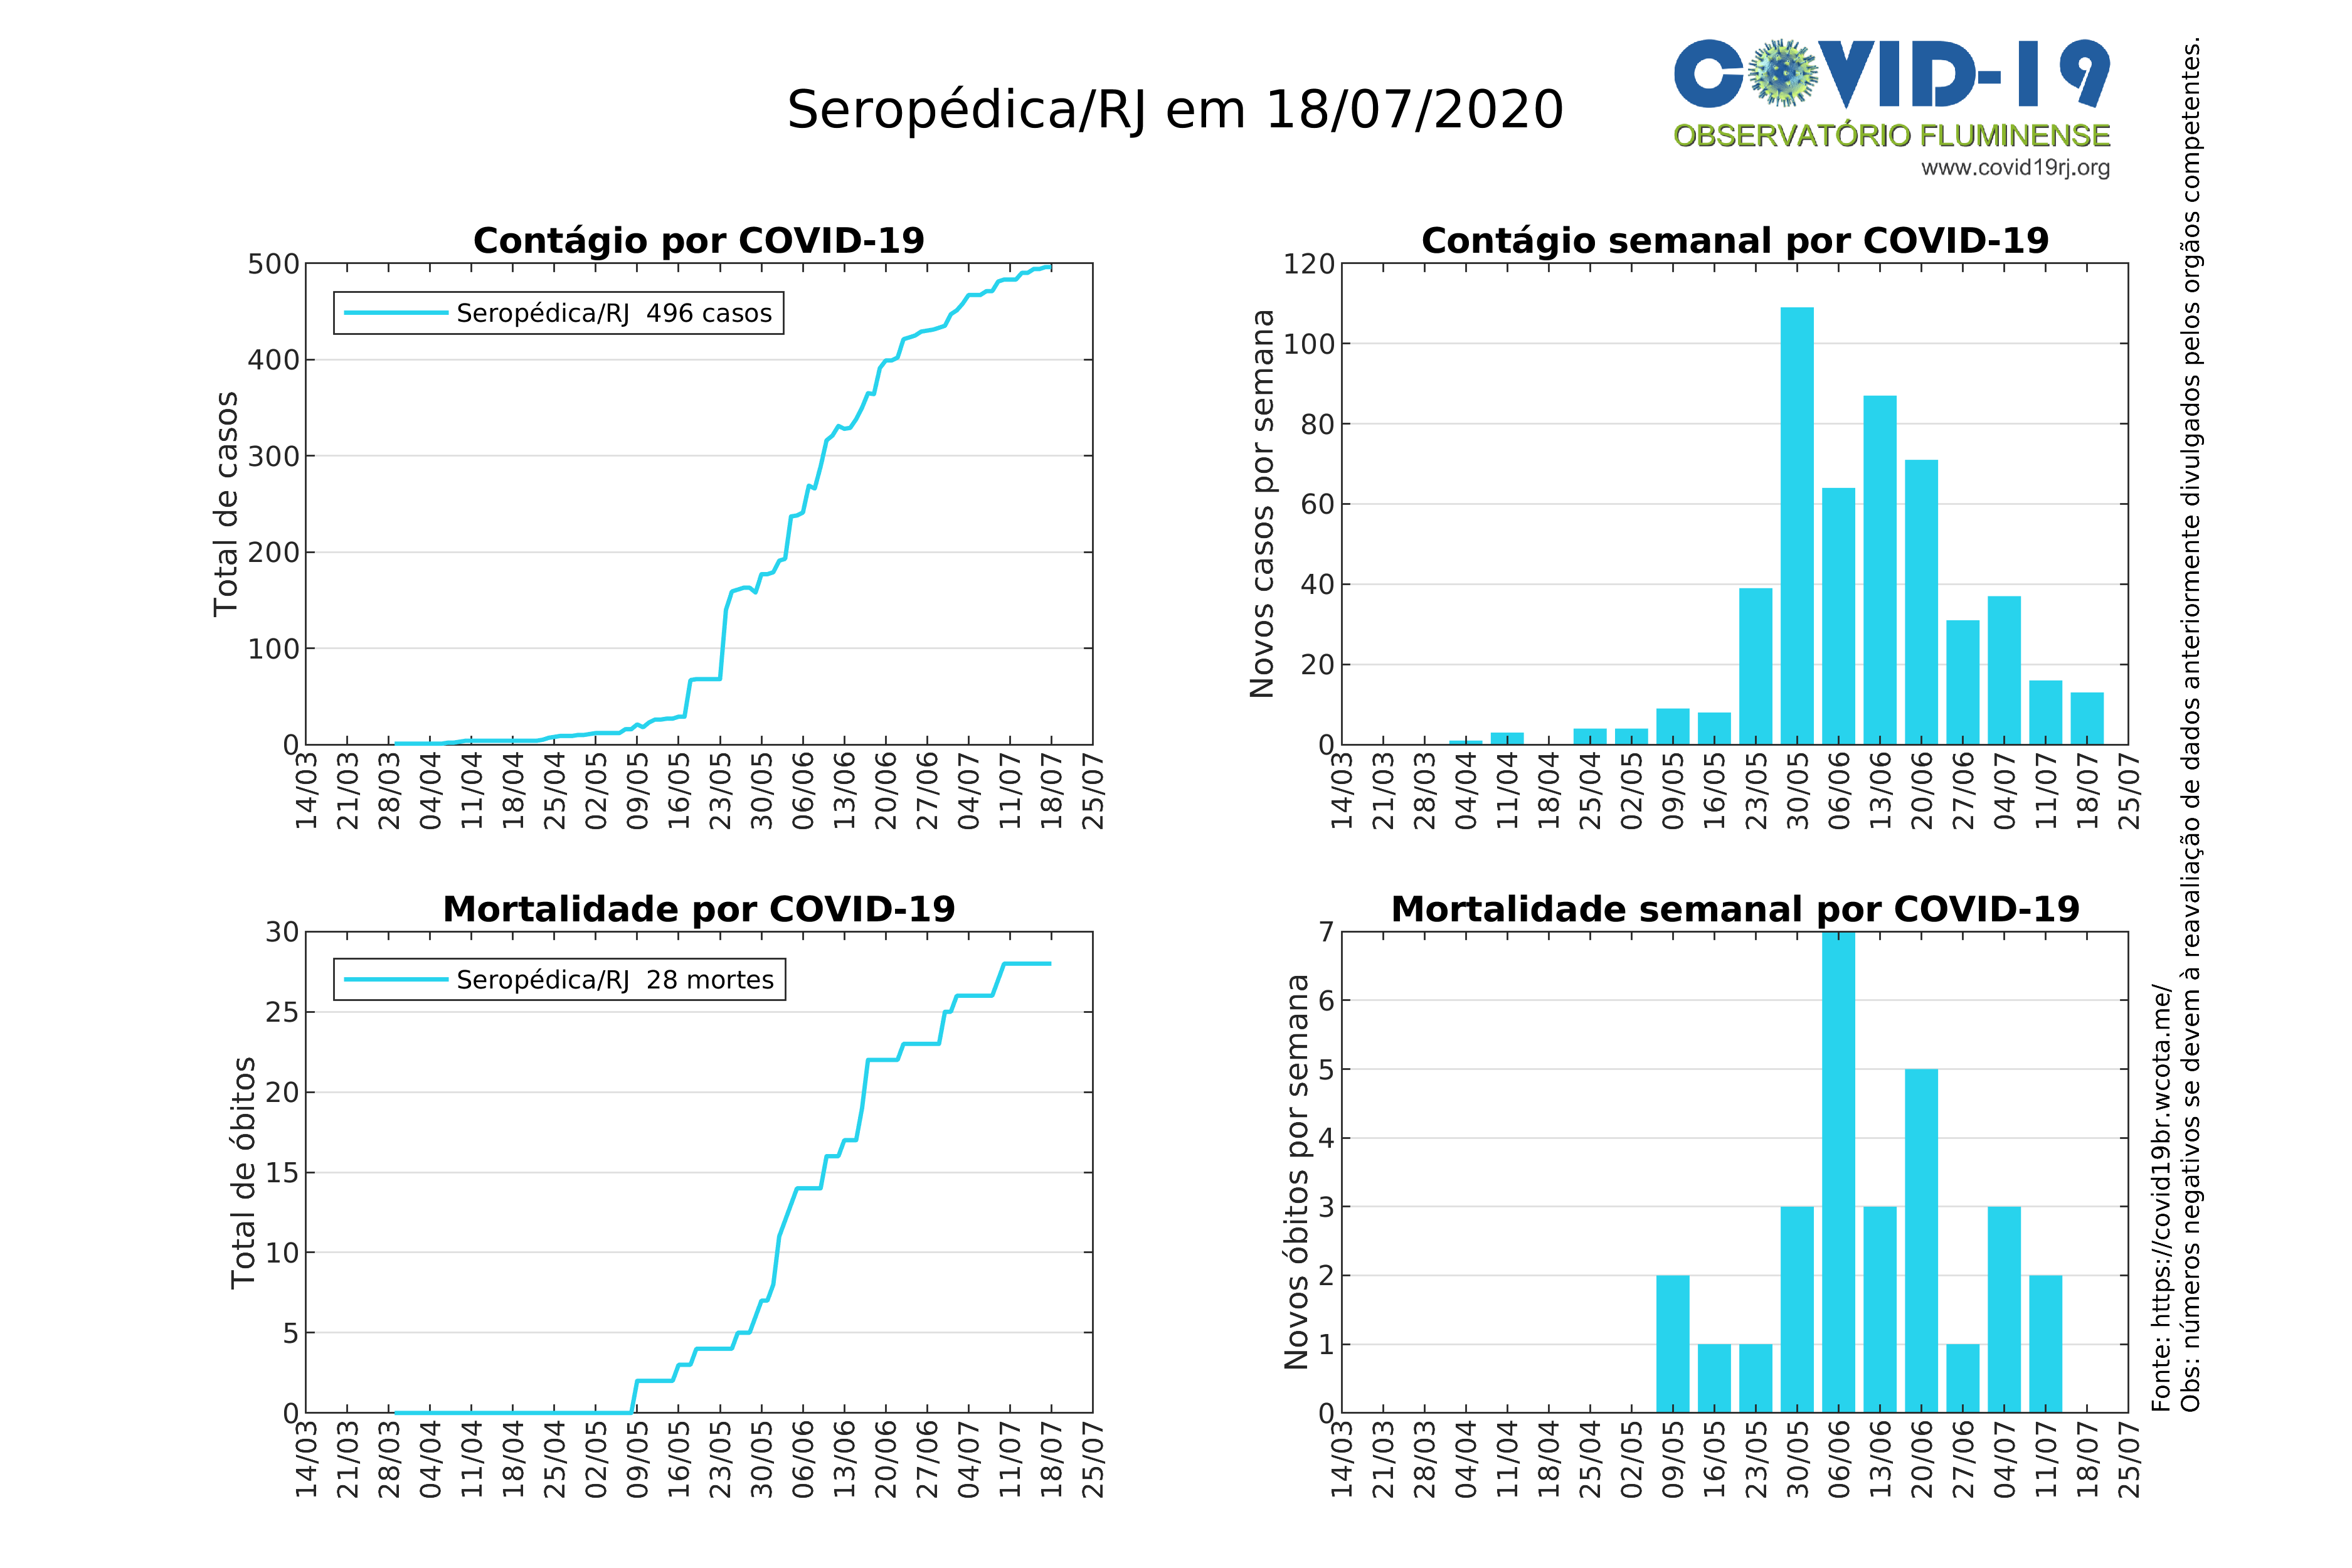 Seropédica/RJ em 18/07/2020
COVID-19
OBSERVATÓRIO FLUMINENSE
www.covid19rj.org
Contágio por COVID-19
Total de casos
500
400
300
200
100
0
Seropédica/RJ 496 casos
14/03 21/03 28/03 04/04 11/04 18/04 25/04 02/05 09/05 16/05 23/05 30/05 06/06 13/06 20/06 27/06 04/07 11/07 18/07 25/07
Contágio semanal por COVID-19
Novos casos por semana
120
100
80
60
40
20
0
14/03 21/03 28/03 04/04 11/04 18/04 25/04 02/05 09/05 16/05 23/05 30/05 06/06 13/06 20/06 27/06 04/07 11/07 18/07 25/07
Mortalidade por COVID-19
Total de óbitos
30
25
20
15
10
5
0
Seropédica/RJ 28 mortes
14/03 21/03 28/03 04/04 11/04 18/04 25/04 02/05 09/05 16/05 23/05 30/05 06/06 13/06 20/06 27/06 04/07 11/07 18/07 25/07
Mortalidade semanal por COVID-19
Novos óbitos por semana
7
6
5
4
3
2
1
0
14/03 21/03 28/03 04/04 11/04 18/04 25/04 02/05 09/05 16/05 23/05 30/05 06/06 13/06 20/06 27/06 04/07 11/07 18/07 25/07
Fonte: https://covid19br.wcota.me/
Obs: números negativos se devem à reavaliação de dados anteriormente divulgados pelos orgãos competentes.